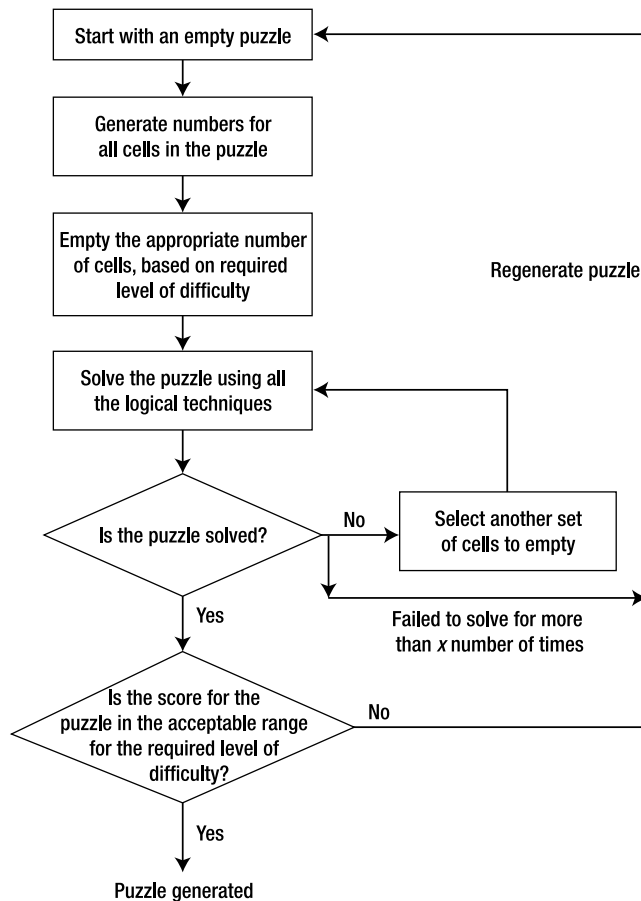 Start with an empty puzzle
Generate numbers for
all cells in the puzzle
Empty the appropriate number
of cells, based on required
level of difficulty
Regenerate puzzle
Solve the puzzle using all
the logical techniques
Is the puzzle solved?
No
Select another set
of cells to empty
Yes
Failed to solve for more
than x number of times
Is the score for the
puzzle in the acceptable range
for the required level of
difficulty?
No
Yes
Puzzle generated